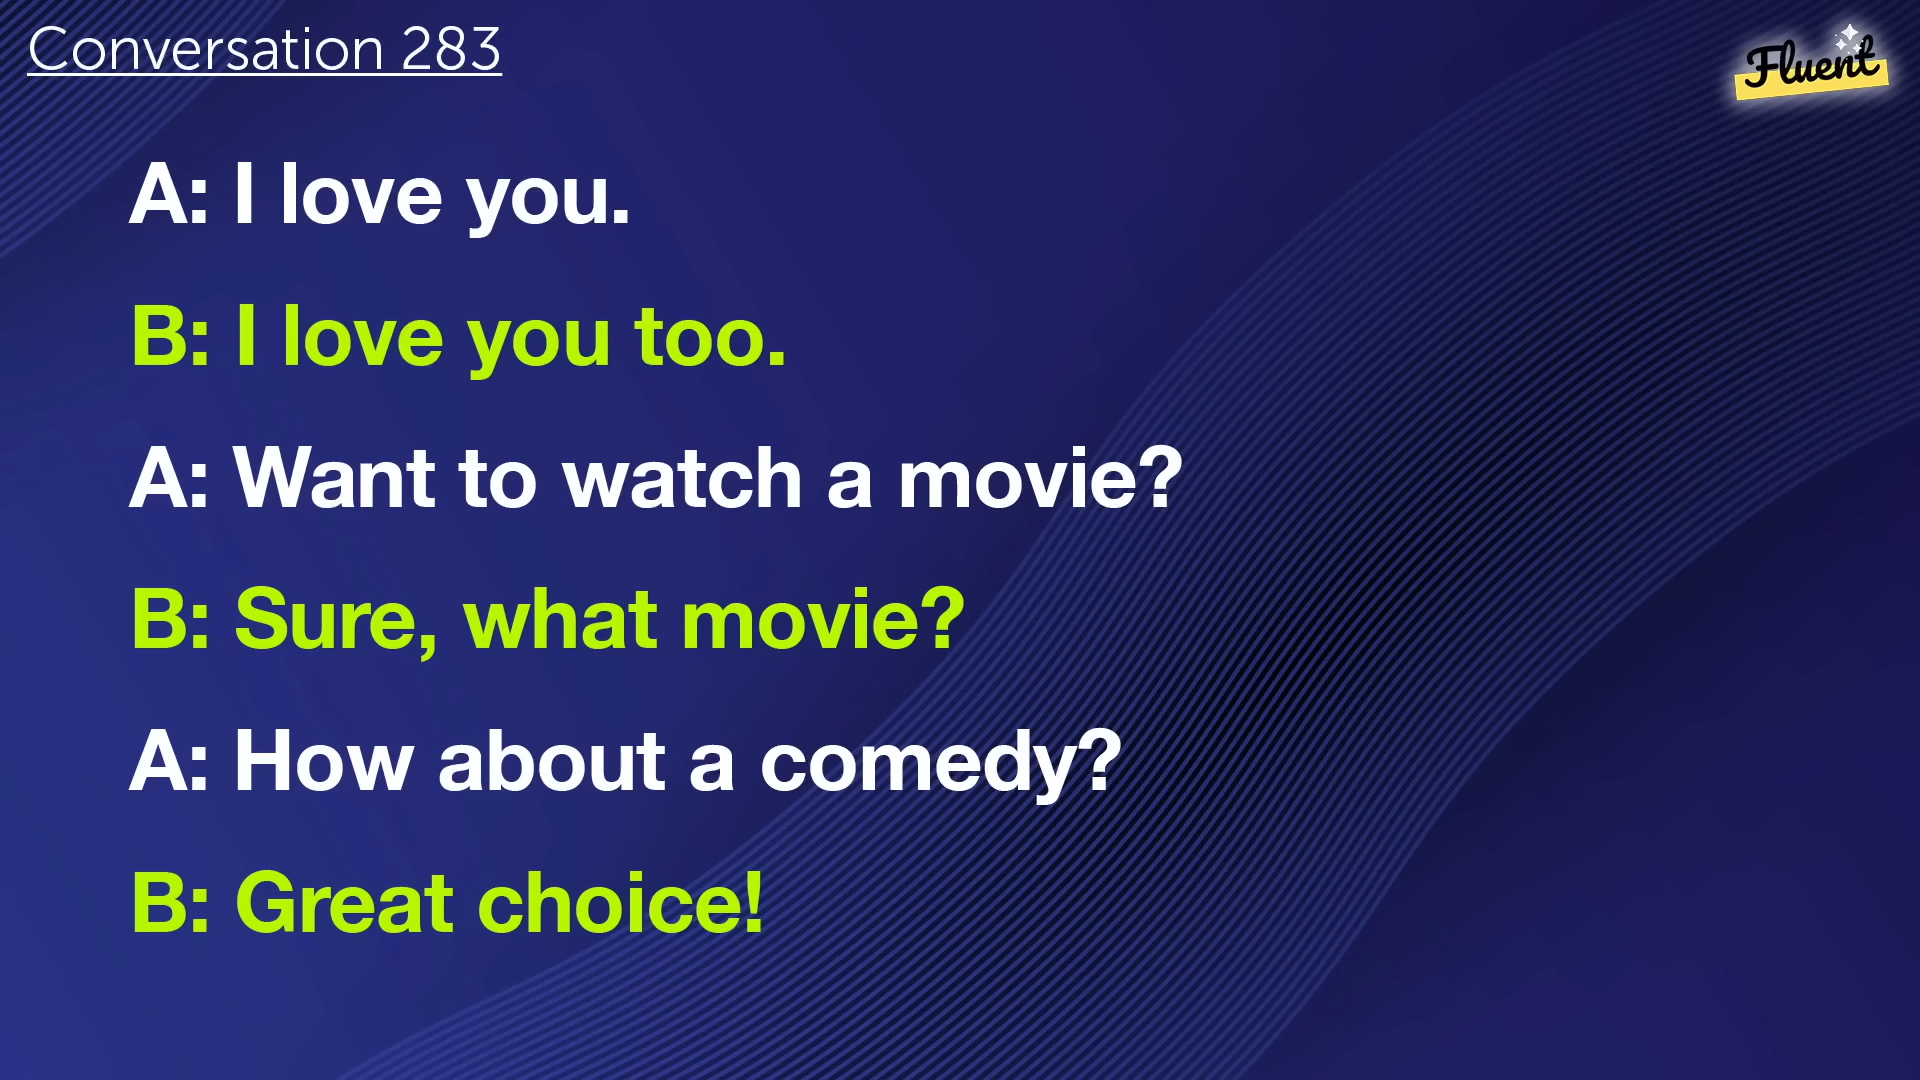 Conversation 283
Fluent
A: I love you.
B: I love you too.
A: Want to watch a movie?
B: Sure, what movie?
A: How about a comedy?
B: Great choice!